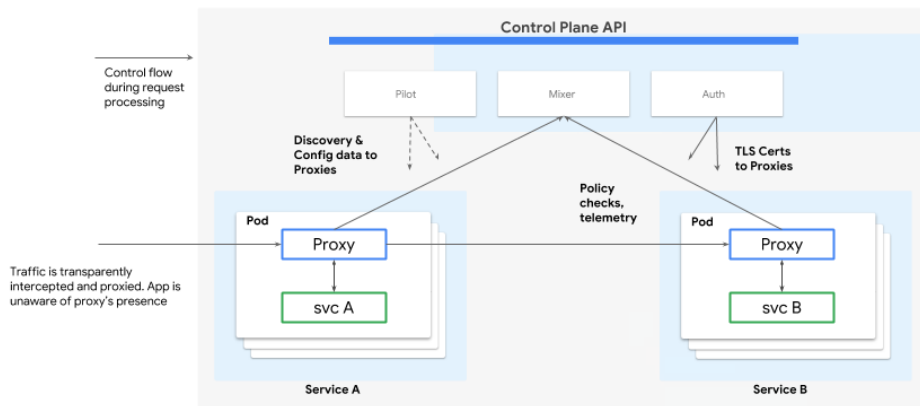 Control Plane API
Control flow
during request
processing
Pilot
Mixer
Auth
Discovery &
Config data to
Proxies
TLS Certs
to Proxies
Policy
checks,
telemetry
Pod
Proxy
svc A
Pod
Proxy
svc B
Traffic is transparently
intercepted and proxied. App is
unaware of proxy's presence
Service A
Service B